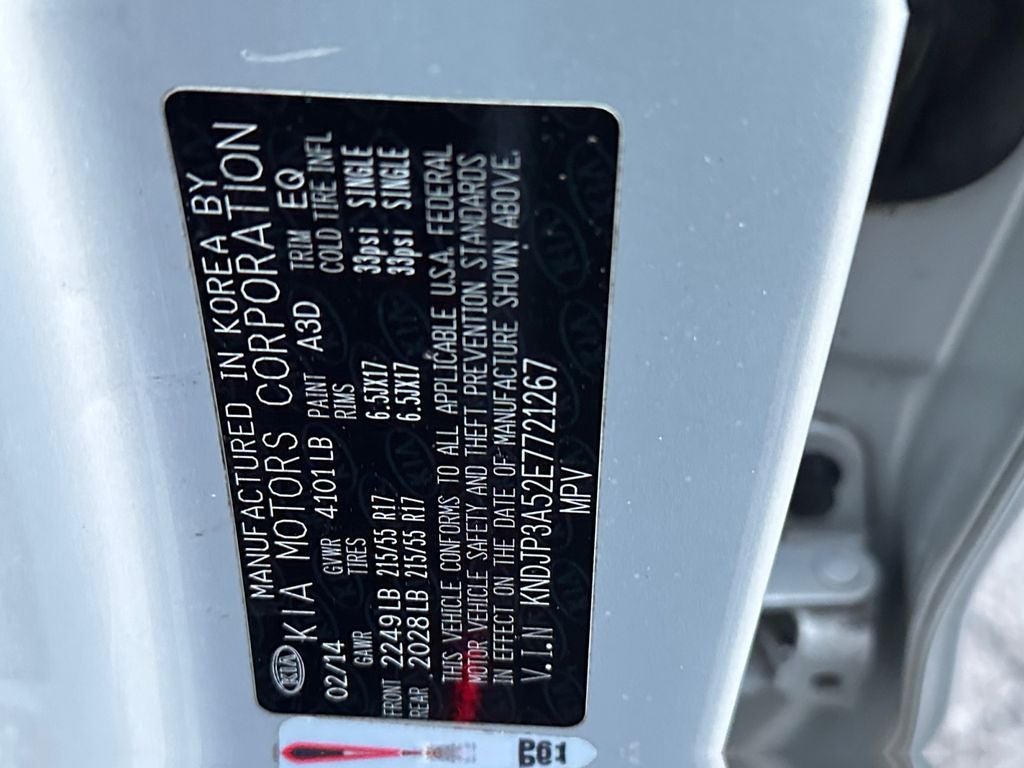 MANUFACTURED IN KOREA BY
KIA KIA MOTORS CORPORATION
02/14 GVWR 4101LB PAINT A3D TRIM EQ
GAWR TIRES RIMS COLD TIRE INFL
FRONT 2249LB 215/55 R17 6.5JX17 33psi SINGLE
REAR 2028LB 215/55 R17 6.5JX17 33psi SINGLE
THIS VEHICLE CONFORMS TO ALL APPLICABLE U.S.A. FEDERAL
MOTOR VEHICLE SAFETY AND THEFT PREVENTION STANDARDS
IN EFFECT ON THE DATE OF MANUFACTURE SHOWN ABOVE.
V.I.N KNDJP3A52E7721267
MPV